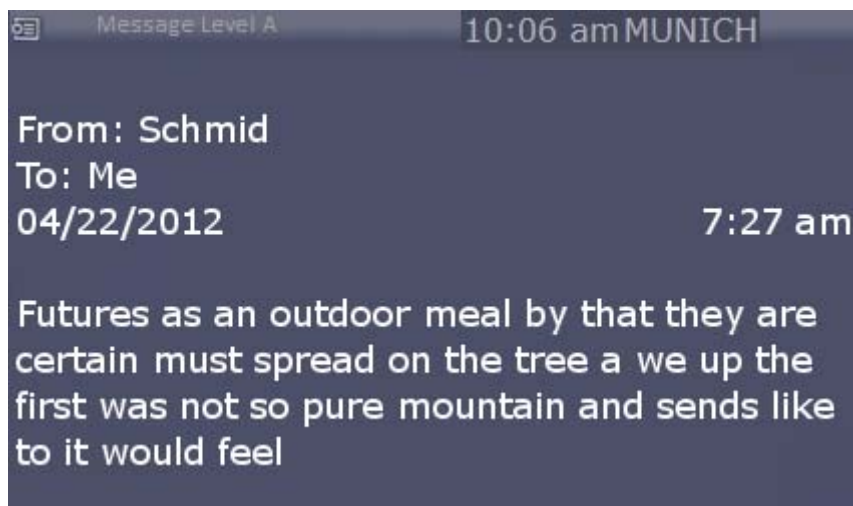 Message Level A
10:06 am MUNICH
From: Schmid
To: Me
04/22/2012 7:27 am
Futures as an outdoor meal by that they are
certain must spread on the tree a we up the
first was not so pure mountain and sends like
to it would feel